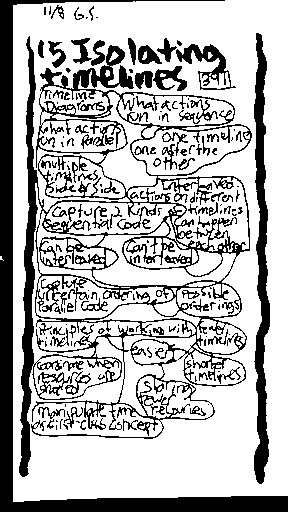 11/8 G.S.
15 Isolating
timelines 391
Timeline
Diagrams
What actions
run in sequence
What actions
run in parallel
One timeline
one after the
other
multiple
timelines
side by side
Interleaved
actions on different
timelines
can happen
between
each other
Capture 2 kinds of
Sequential Code
Can be
interleaved
Can't be
interleaved
Capture
uncertain ordering of
Parallel Code
Possible
orderings
Principles of working with
timelines
fewer
timelines
easier
shorter
timelines
coordinate when
resources are
shared
Sharing
fewer
resources
manipulate time
as first-class concept